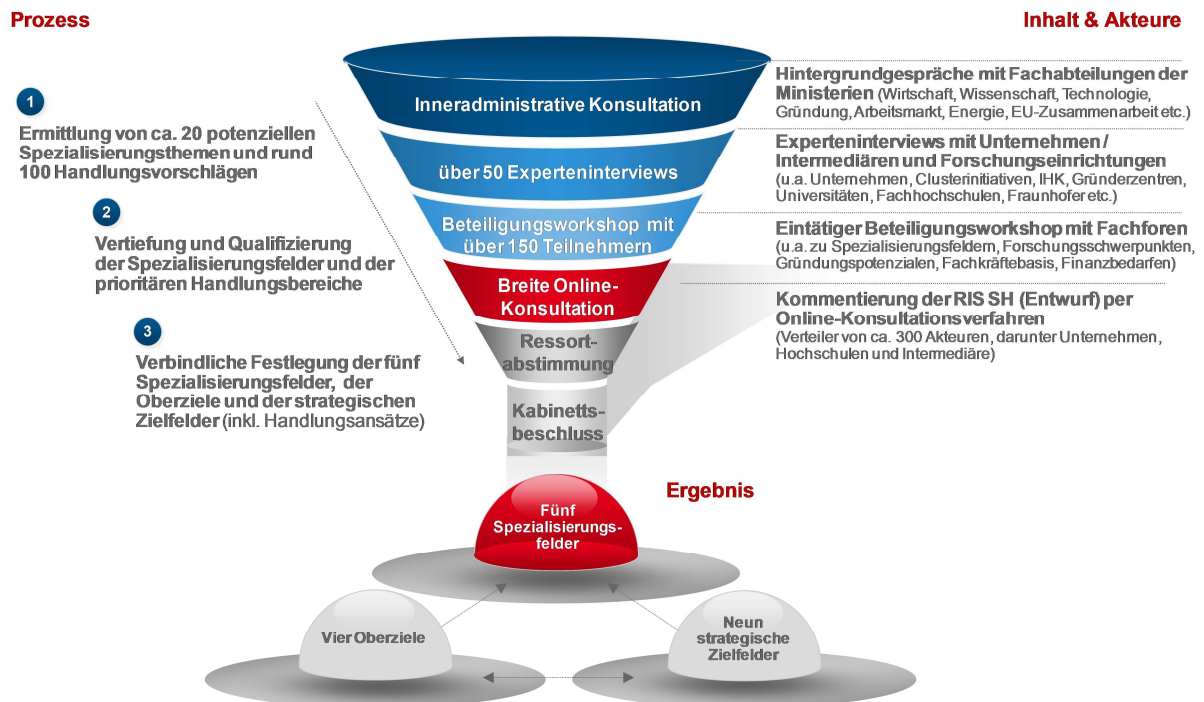 Prozess
Inhalt & Akteure
1
Ermittlung von ca. 20 potenziellen
Spezialisierungsthemen und rund
100 Handlungsvorschlägen
2
Vertiefung und Qualifizierung
der Spezialisierungsfelder und der
prioritären Handlungsbereiche
3
Verbindliche Festlegung der fünf
Spezialisierungsfelder, der
Oberziele und der strategischen
Zielfelder (inkl. Handlungsansätze)
Inneradministrative Konsultation
über 50 Experteninterviews
Beteiligungsworkshop mit
über 150 Teilnehmern
Breite Online-
Konsultation
Ressort-
abstimmung
Kabinetts-
beschluss
Hintergrundgespräche mit Fachabteilungen der
Ministerien (Wirtschaft, Wissenschaft, Technologie,
Gründung, Arbeitsmarkt, Energie, EU-Zusammenarbeit etc.)
Experteninterviews mit Unternehmen /
Intermediären und Forschungseinrichtungen
(u.a. Unternehmen, Clusterinitiativen, IHK, Gründerzentren,
Universitäten, Fachhochschulen, Fraunhofer etc.)
Eintätiger Beteiligungsworkshop mit Fachforen
(u.a. zu Spezialisierungsfeldern, Forschungsschwerpunkten,
Gründungspotenzialen, Fachkräftebasis, Finanzbedarfen)
Kommentierung der RIS SH (Entwurf) per
Online-Konsultationsverfahren
(Verteiler von ca. 300 Akteuren, darunter Unternehmen,
Hochschulen und Intermediäre)
Ergebnis
Fünf
Spezialisierungs-
felder
Vier Oberziele
Neun
strategische
Zielfelder